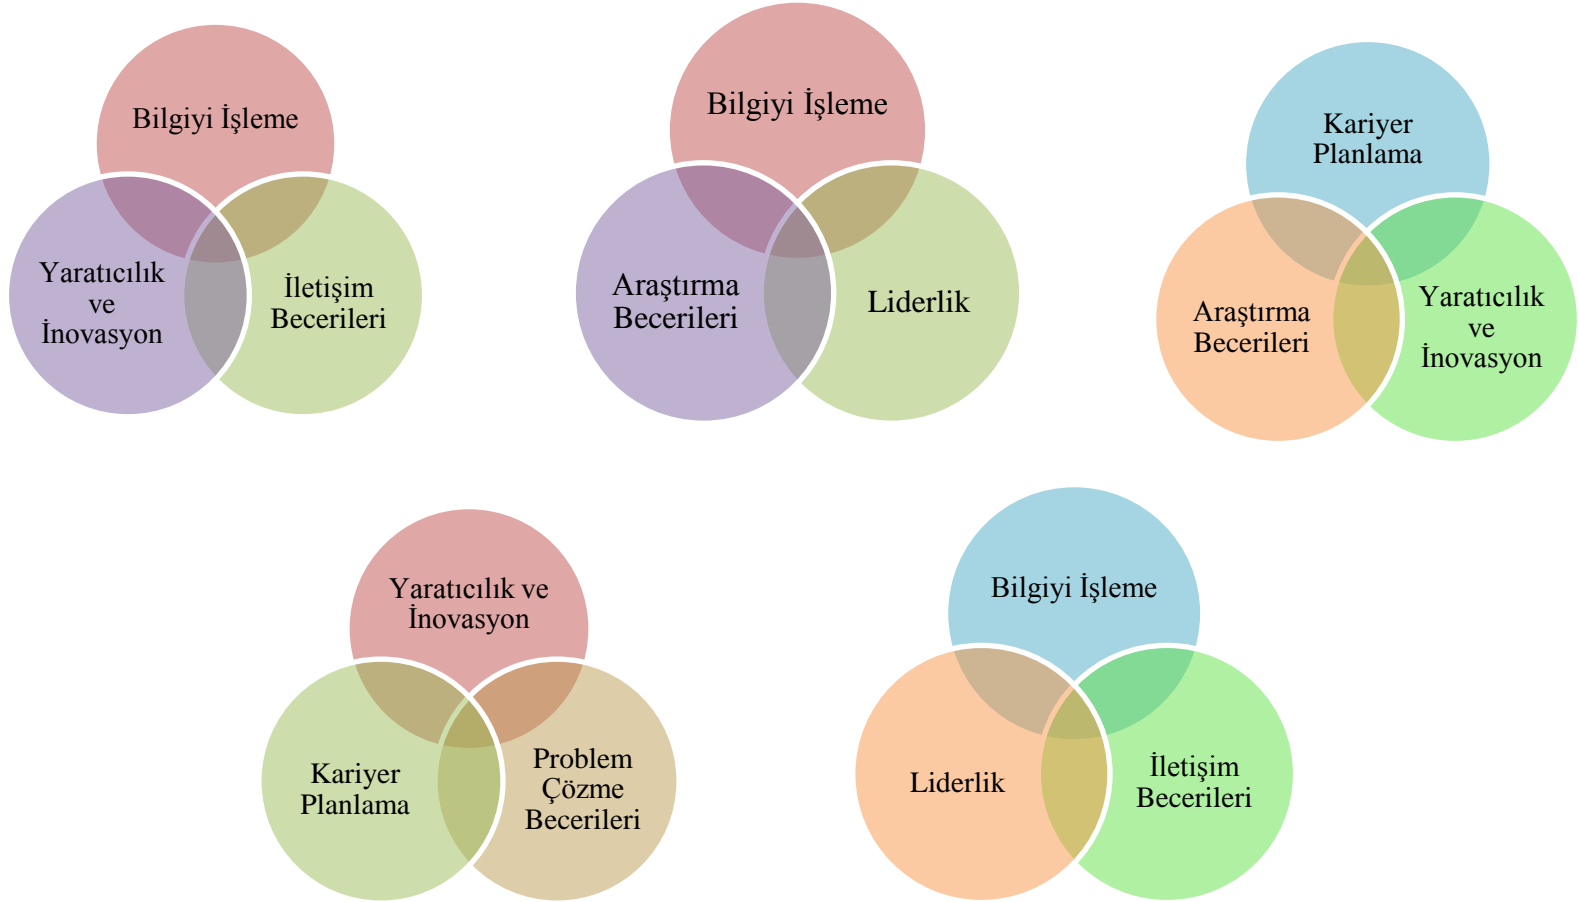 Bilgiyi İşleme
Yaratıcılık
ve
İnovasyon
İletişim
Becerileri
Bilgiyi İşleme
Araştırma
Becerileri
Liderlik
Kariyer
Planlama
Araştırma
Becerileri
Yaratıcılık
ve
İnovasyon
Yaratıcılık ve
İnovasyon
Kariyer
Planlama
Problem
Çözme
Becerileri
Bilgiyi İşleme
Liderlik
İletişim
Becerileri